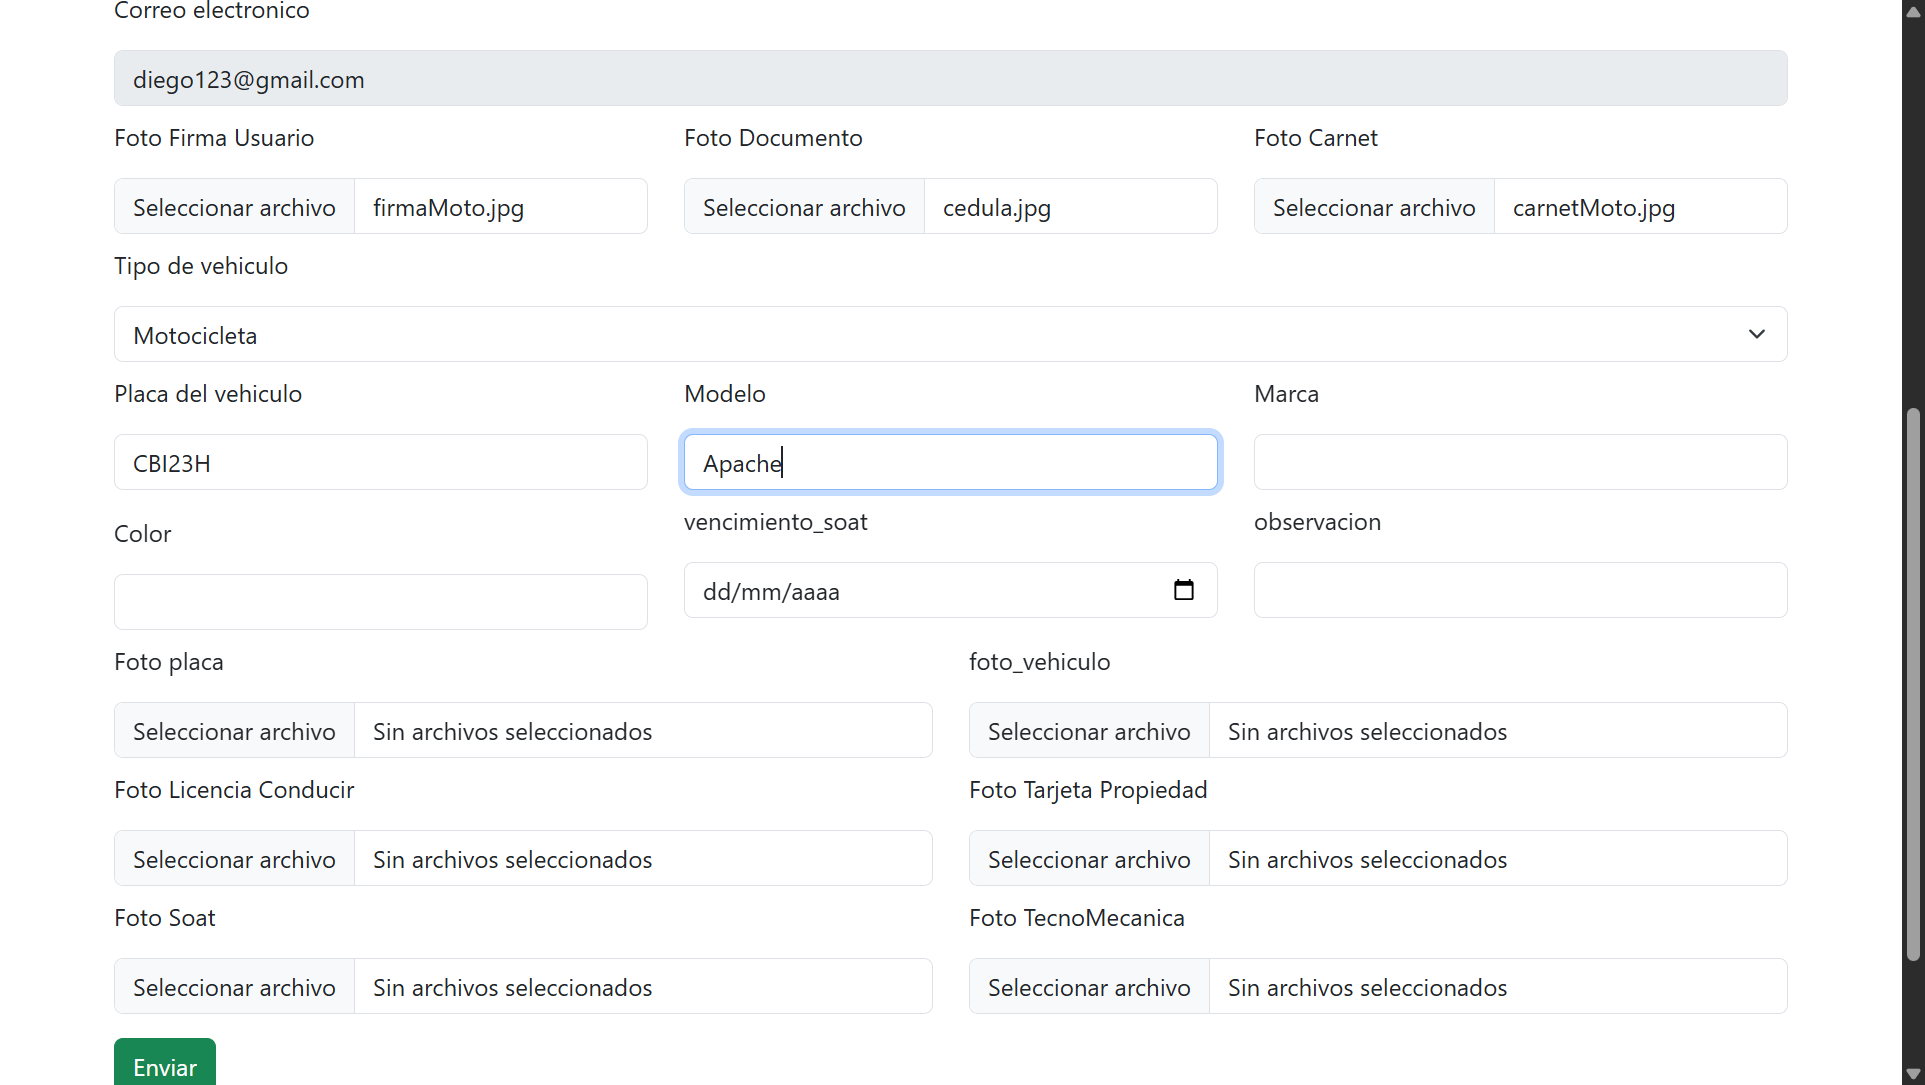 Correo electronico
diego123@gmail.com
Foto Firma Usuario Foto Documento Foto Carnet
Seleccionar archivo firmaMoto.jpg Seleccionar archivo cedula.jpg Seleccionar archivo carnetMoto.jpg
Tipo de vehiculo
Motocicleta
Placa del vehiculo Modelo Marca
CBI23H Apache
Color vencimiento_soat observacion
dd/mm/aaaa
Foto placa foto_vehiculo
Seleccionar archivo Sin archivos seleccionados Seleccionar archivo Sin archivos seleccionados
Foto Licencia Conducir Foto Tarjeta Propiedad
Seleccionar archivo Sin archivos seleccionados Seleccionar archivo Sin archivos seleccionados
Foto Soat Foto TecnoMecanica
Seleccionar archivo Sin archivos seleccionados Seleccionar archivo Sin archivos seleccionados
Enviar